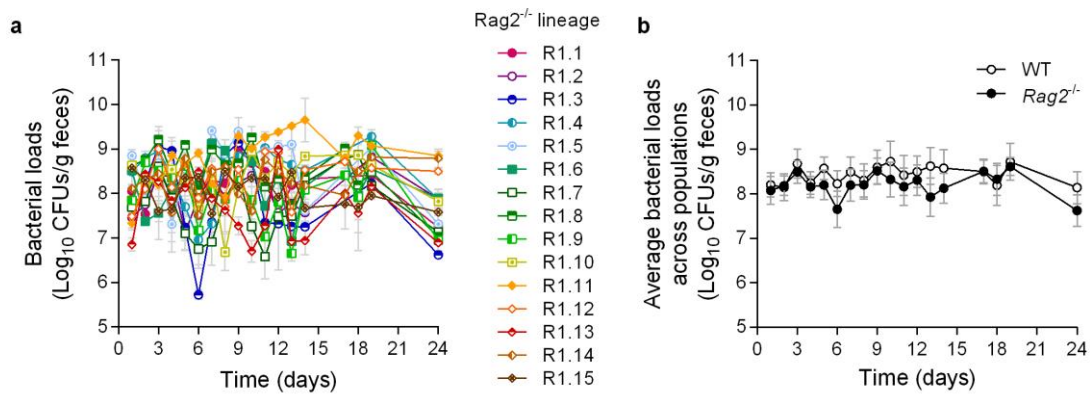 a
Rag2-/- lineage
Bacterial loads
(Log10 CFUs/g feces)
11
10
9
8
7
6
5
0
3
6
9
12
15
18
21
24
Time (days)
R1.1
R1.2
R1.3
R1.4
R1.5
R1.6
R1.7
R1.8
R1.9
R1.10
R1.11
R1.12
R1.13
R1.14
R1.15
b
Average bacterial loads
across populations
(Log10 CFUs/g feces)
11
10
9
8
7
6
5
0
3
6
9
12
15
18
21
24
Time (days)
WT
Rag2-/-